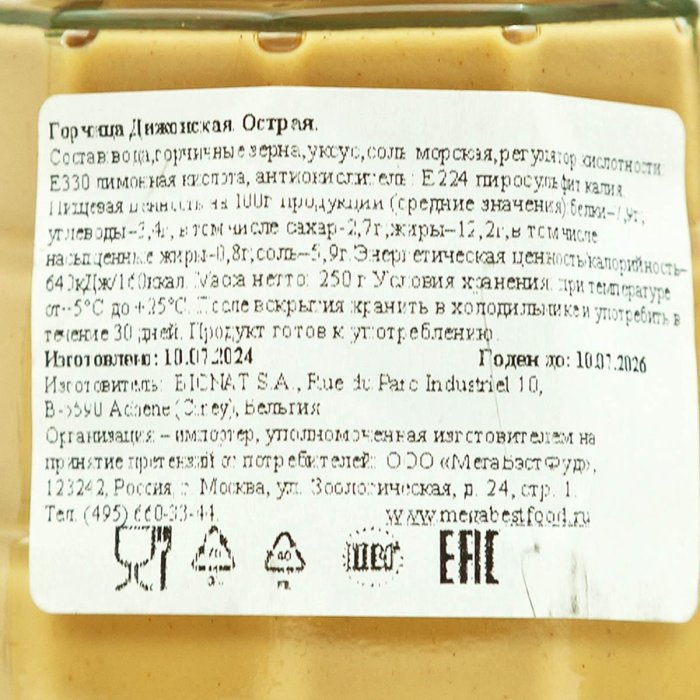 Горчица Дижонская. Острая.
Состав: вода, горчичные зерна, уксус, соль морская, регулятор кислотности:
Е330 лимонная кислота, антиокислитель: Е224 пиросульфит калия.
Пищевая ценность на 100г продукции (средние значения): белки-7,9г;
углеводы-3,4г, в том числе сахар-2,7г; жиры-12,2г, в том числе
насыщенные жиры-0,8г; соль-5,9г. Энергетическая ценность/калорийность-
640кДж/160ккал. Масса нетто: 250 г Условия хранения: при температуре
от -5°С до +25°С. После вскрытия хранить в холодильнике и употребить в
течение 30 дней. Продукт готов к употреблению.
Изготовлено: 10.07.2024 Годен до: 10.07.2026
Изготовитель: BIONAT S.A., Rue du Parc Industriel 10,
B-5590 Achene (Ciney), Бельгия
Организация – импортер, уполномоченная изготовителем на
принятие претензий от потребителей: ООО «МегаБэстФуд»,
123242, Россия, г. Москва, ул. Зоологическая, д. 24, стр. 1.
Тел. (495) 660-33-44. www.megabestfood.ru
EAC